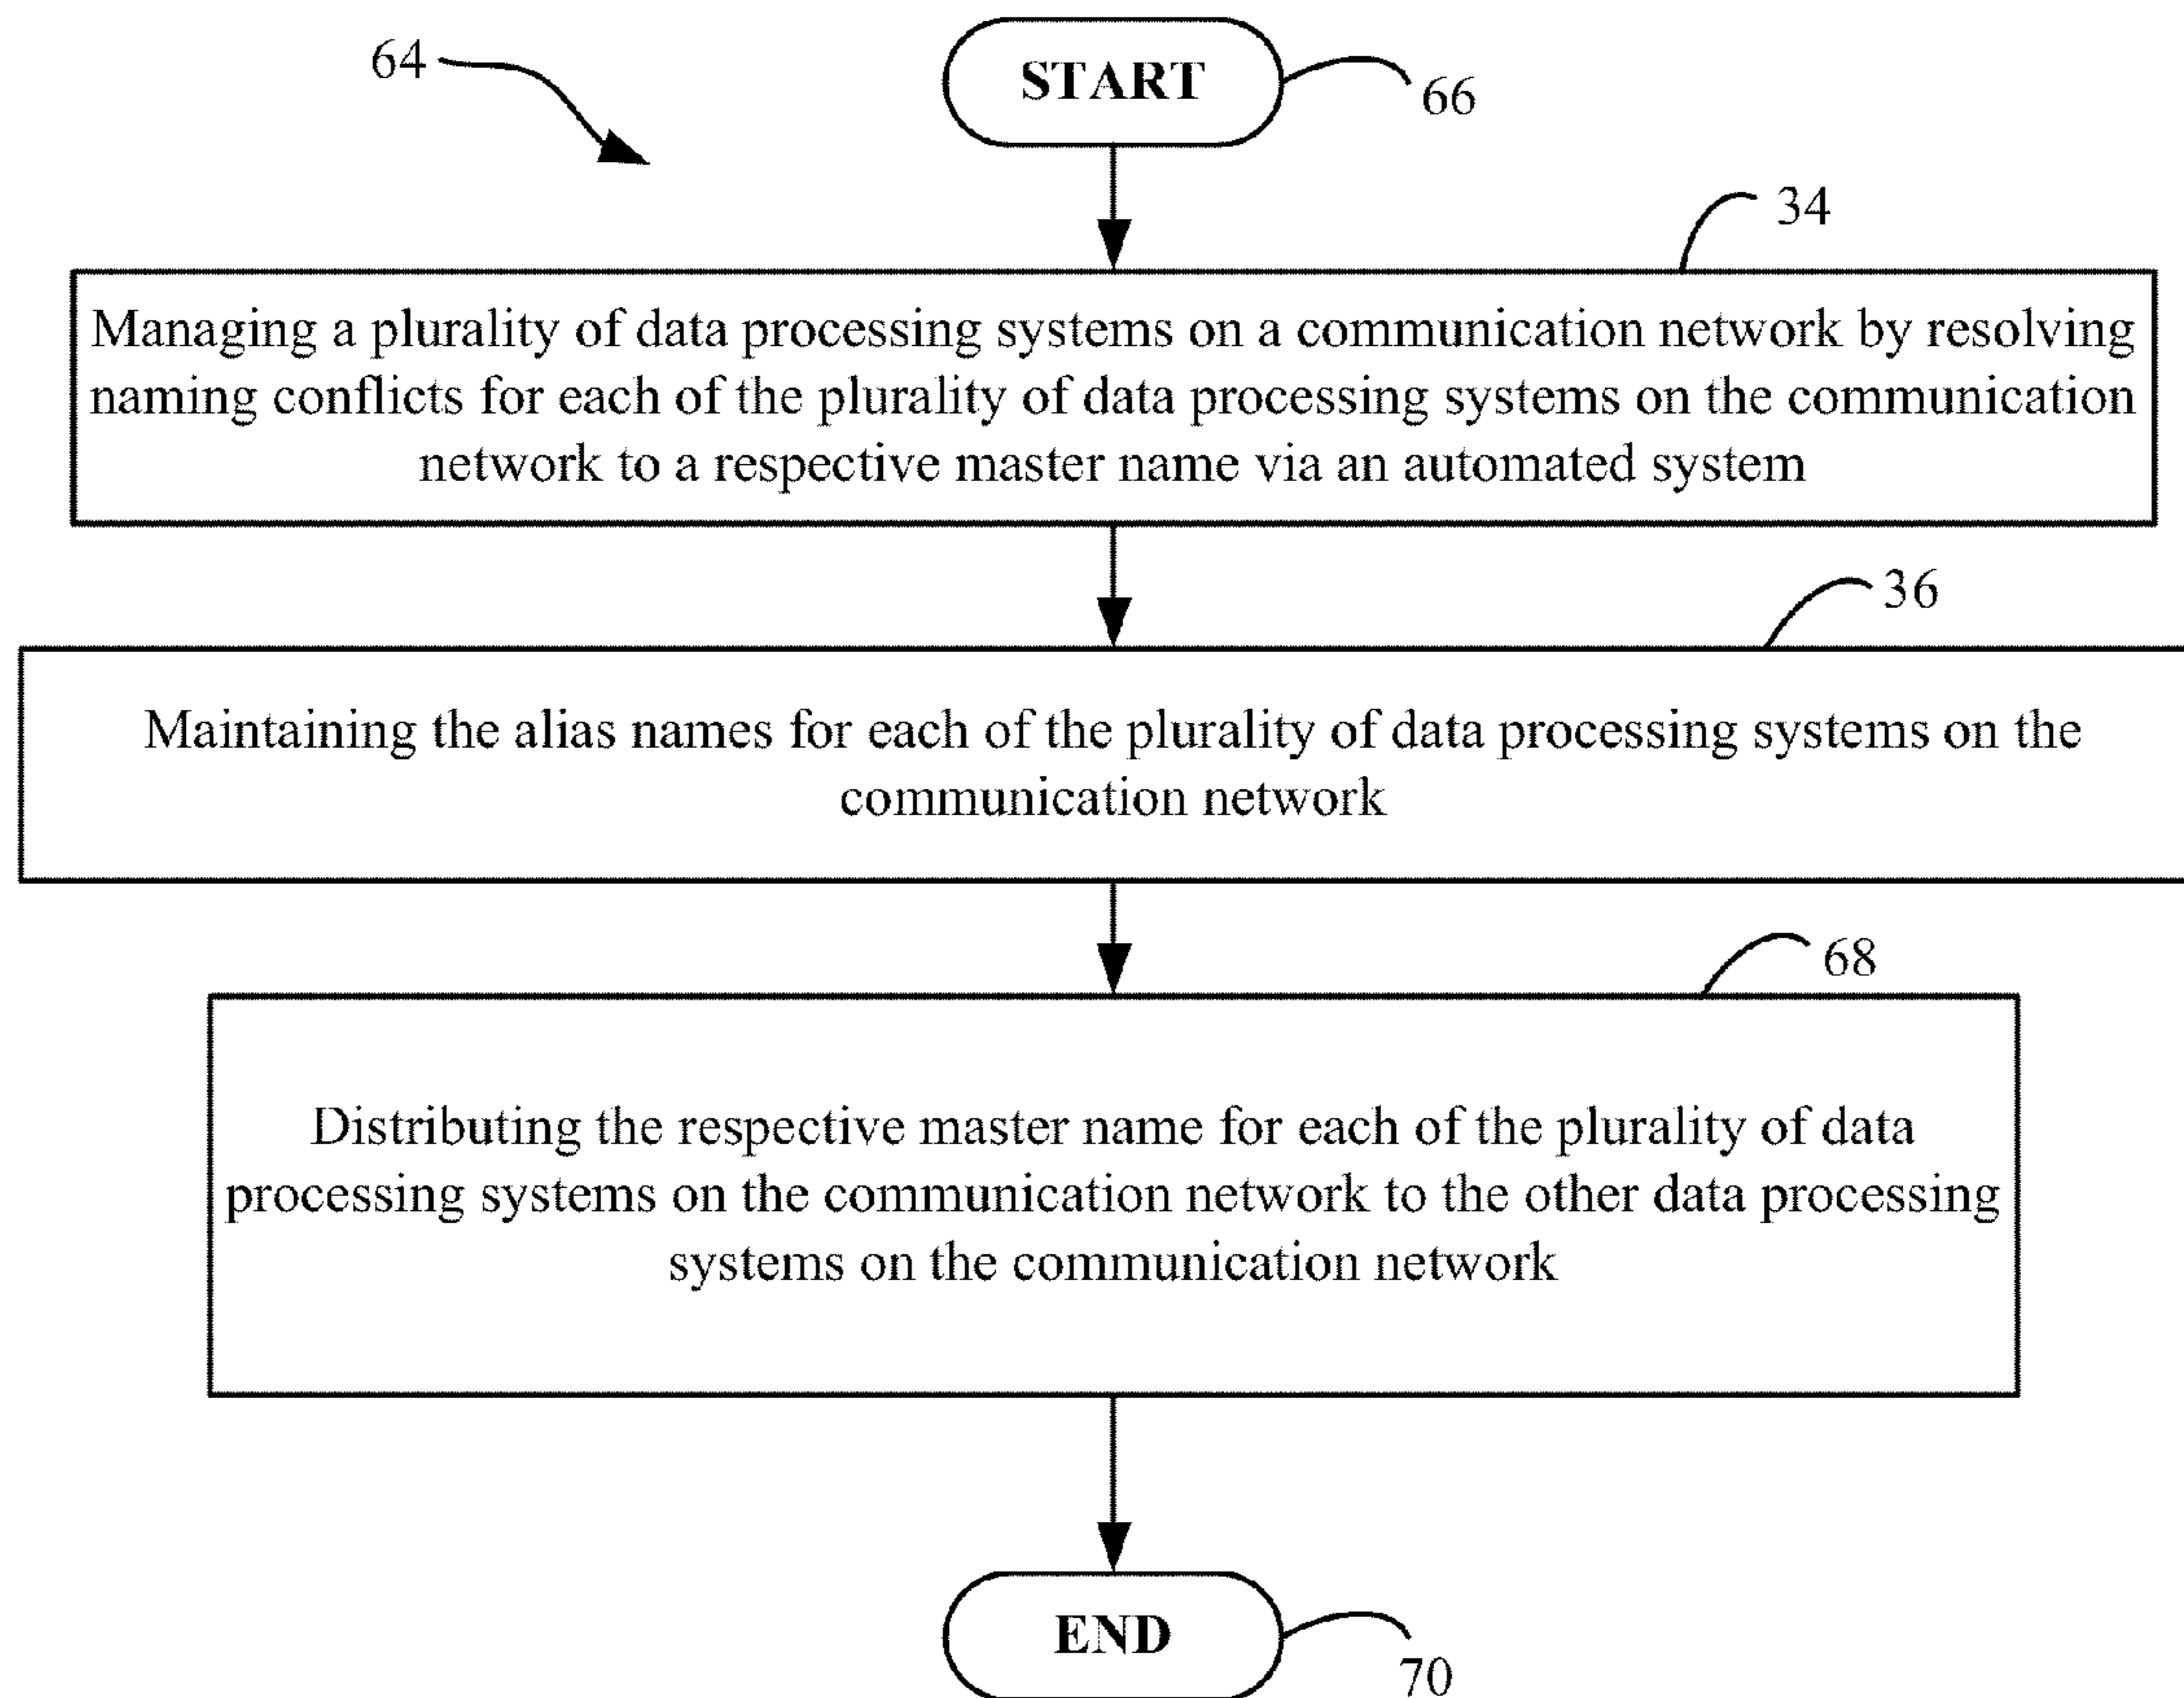 64
START
66
34
Managing a plurality of data processing systems on a communication network by resolving
naming conflicts for each of the plurality of data processing systems on the communication
network to a respective master name via an automated system
36
Maintaining the alias names for each of the plurality of data processing systems on the
communication network
68
Distributing the respective master name for each of the plurality of data
processing systems on the communication network to the other data processing
systems on the communication network
END
70